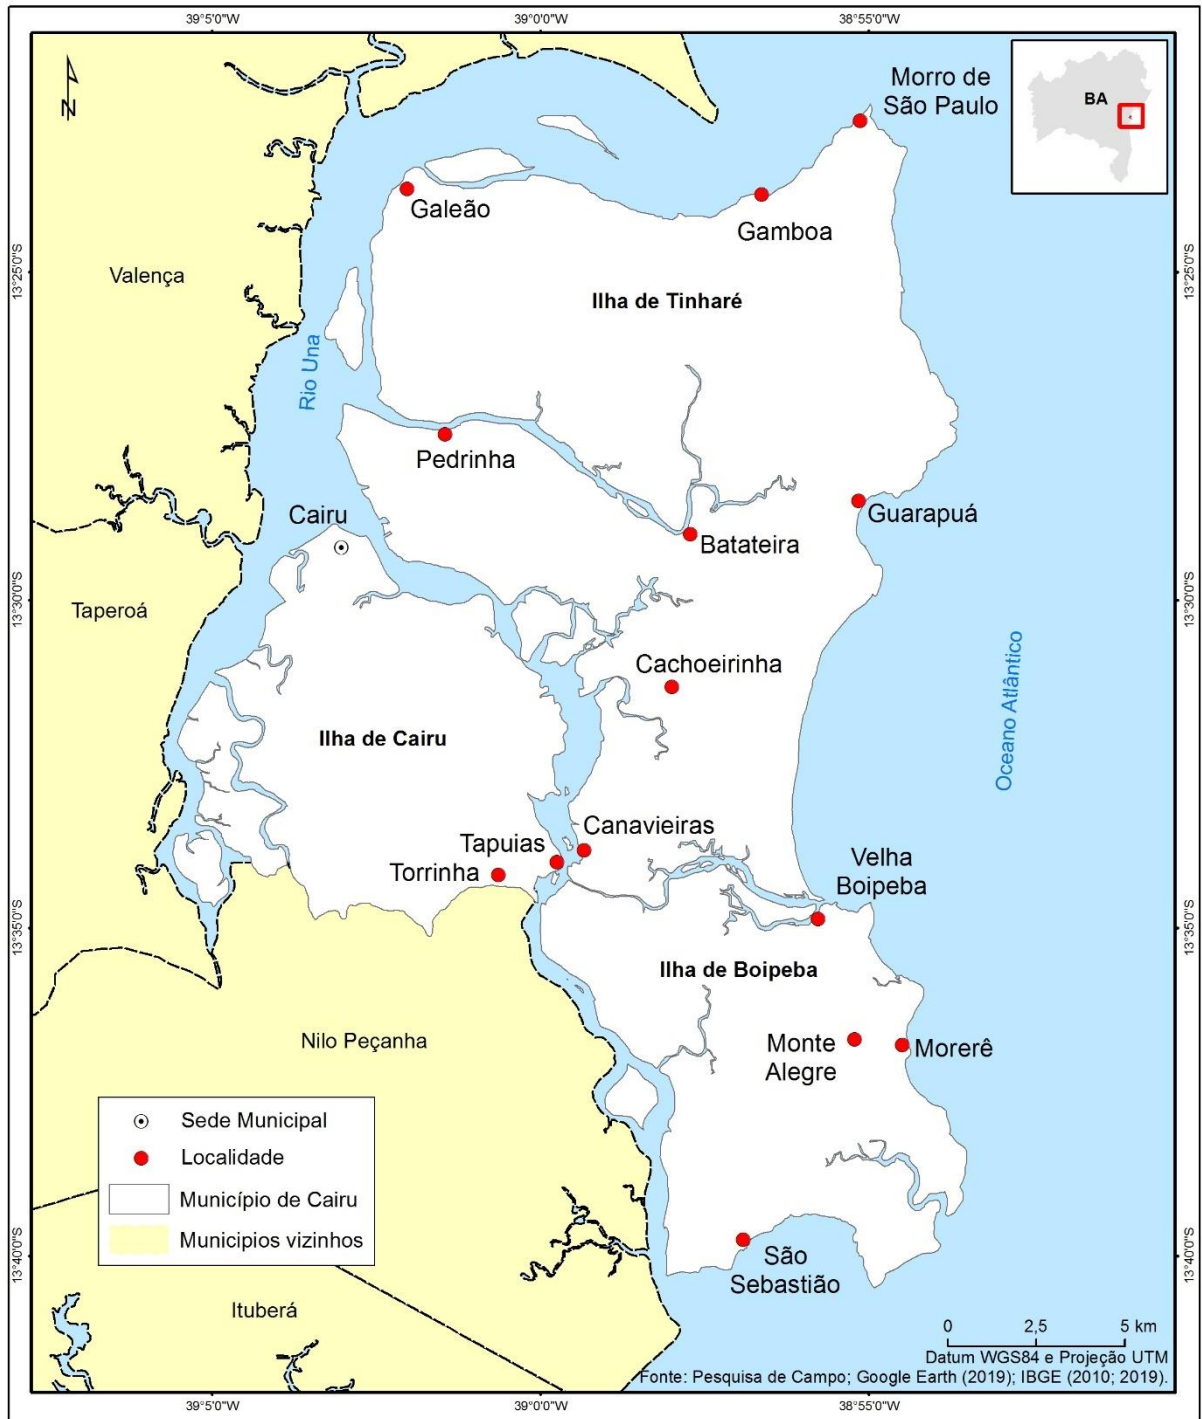 39°5'0"W
39°0'0"W
38°55'0"W
N
Morro de
São Paulo
BA
Galeão
Gamboa
13°25'0"S
13°25'0"S
Valença
Ilha de Tinharé
Rio Una
Pedrinha
Cairu
Guarapuá
Batateira
13°30'0"S
13°30'0"S
Taperoá
Oceano Atlântico
Cachoeirinha
Ilha de Cairu
Canavieiras
Tapuias
Torrinha
Velha
Boipeba
13°35'0"S
13°35'0"S
Ilha de Boipeba
Nilo Peçanha
Monte
Alegre
Morerê
Sede Municipal
Localidade
Município de Cairu
Municipios vizinhos
13°40'0"S
13°40'0"S
São
Sebastião
Ituberá
0 2,5 5 km
Datum WGS84 e Projeção UTM
Fonte: Pesquisa de Campo; Google Earth (2019); IBGE (2010; 2019).
39°5'0"W
39°0'0"W
38°55'0"W